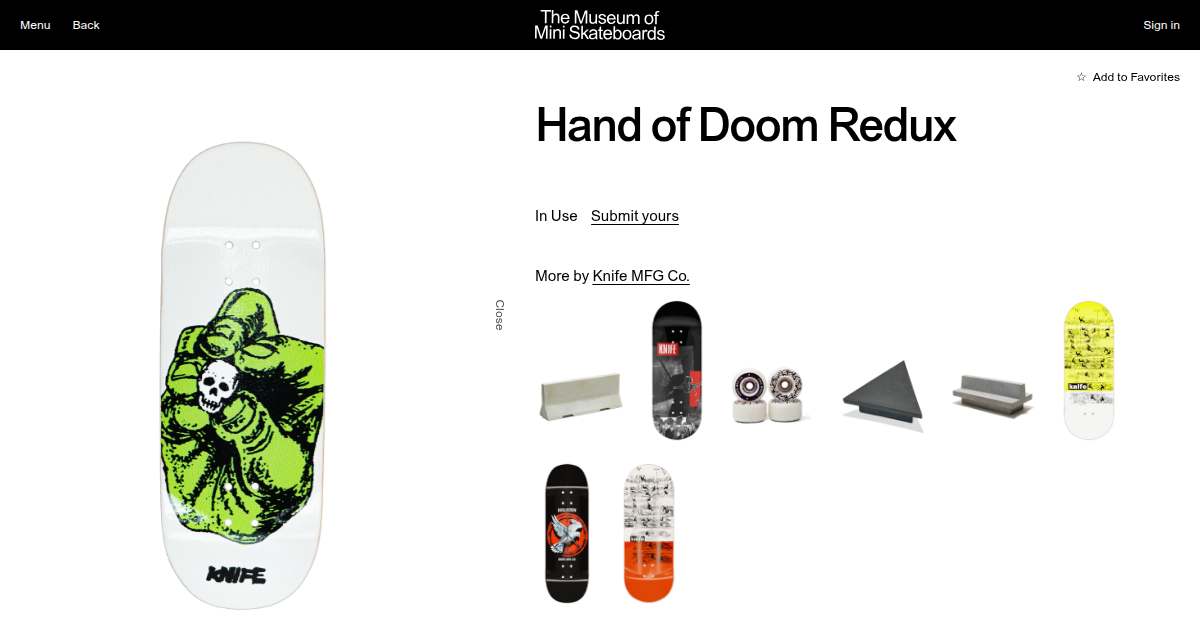 Menu
Back
The Museum of
Mini Skateboards
Sign in
☆ Add to Favorites
Hand of Doom Redux
In Use Submit yours
More by Knife MFG Co.
Close
KNIFE
KNIFE
knife